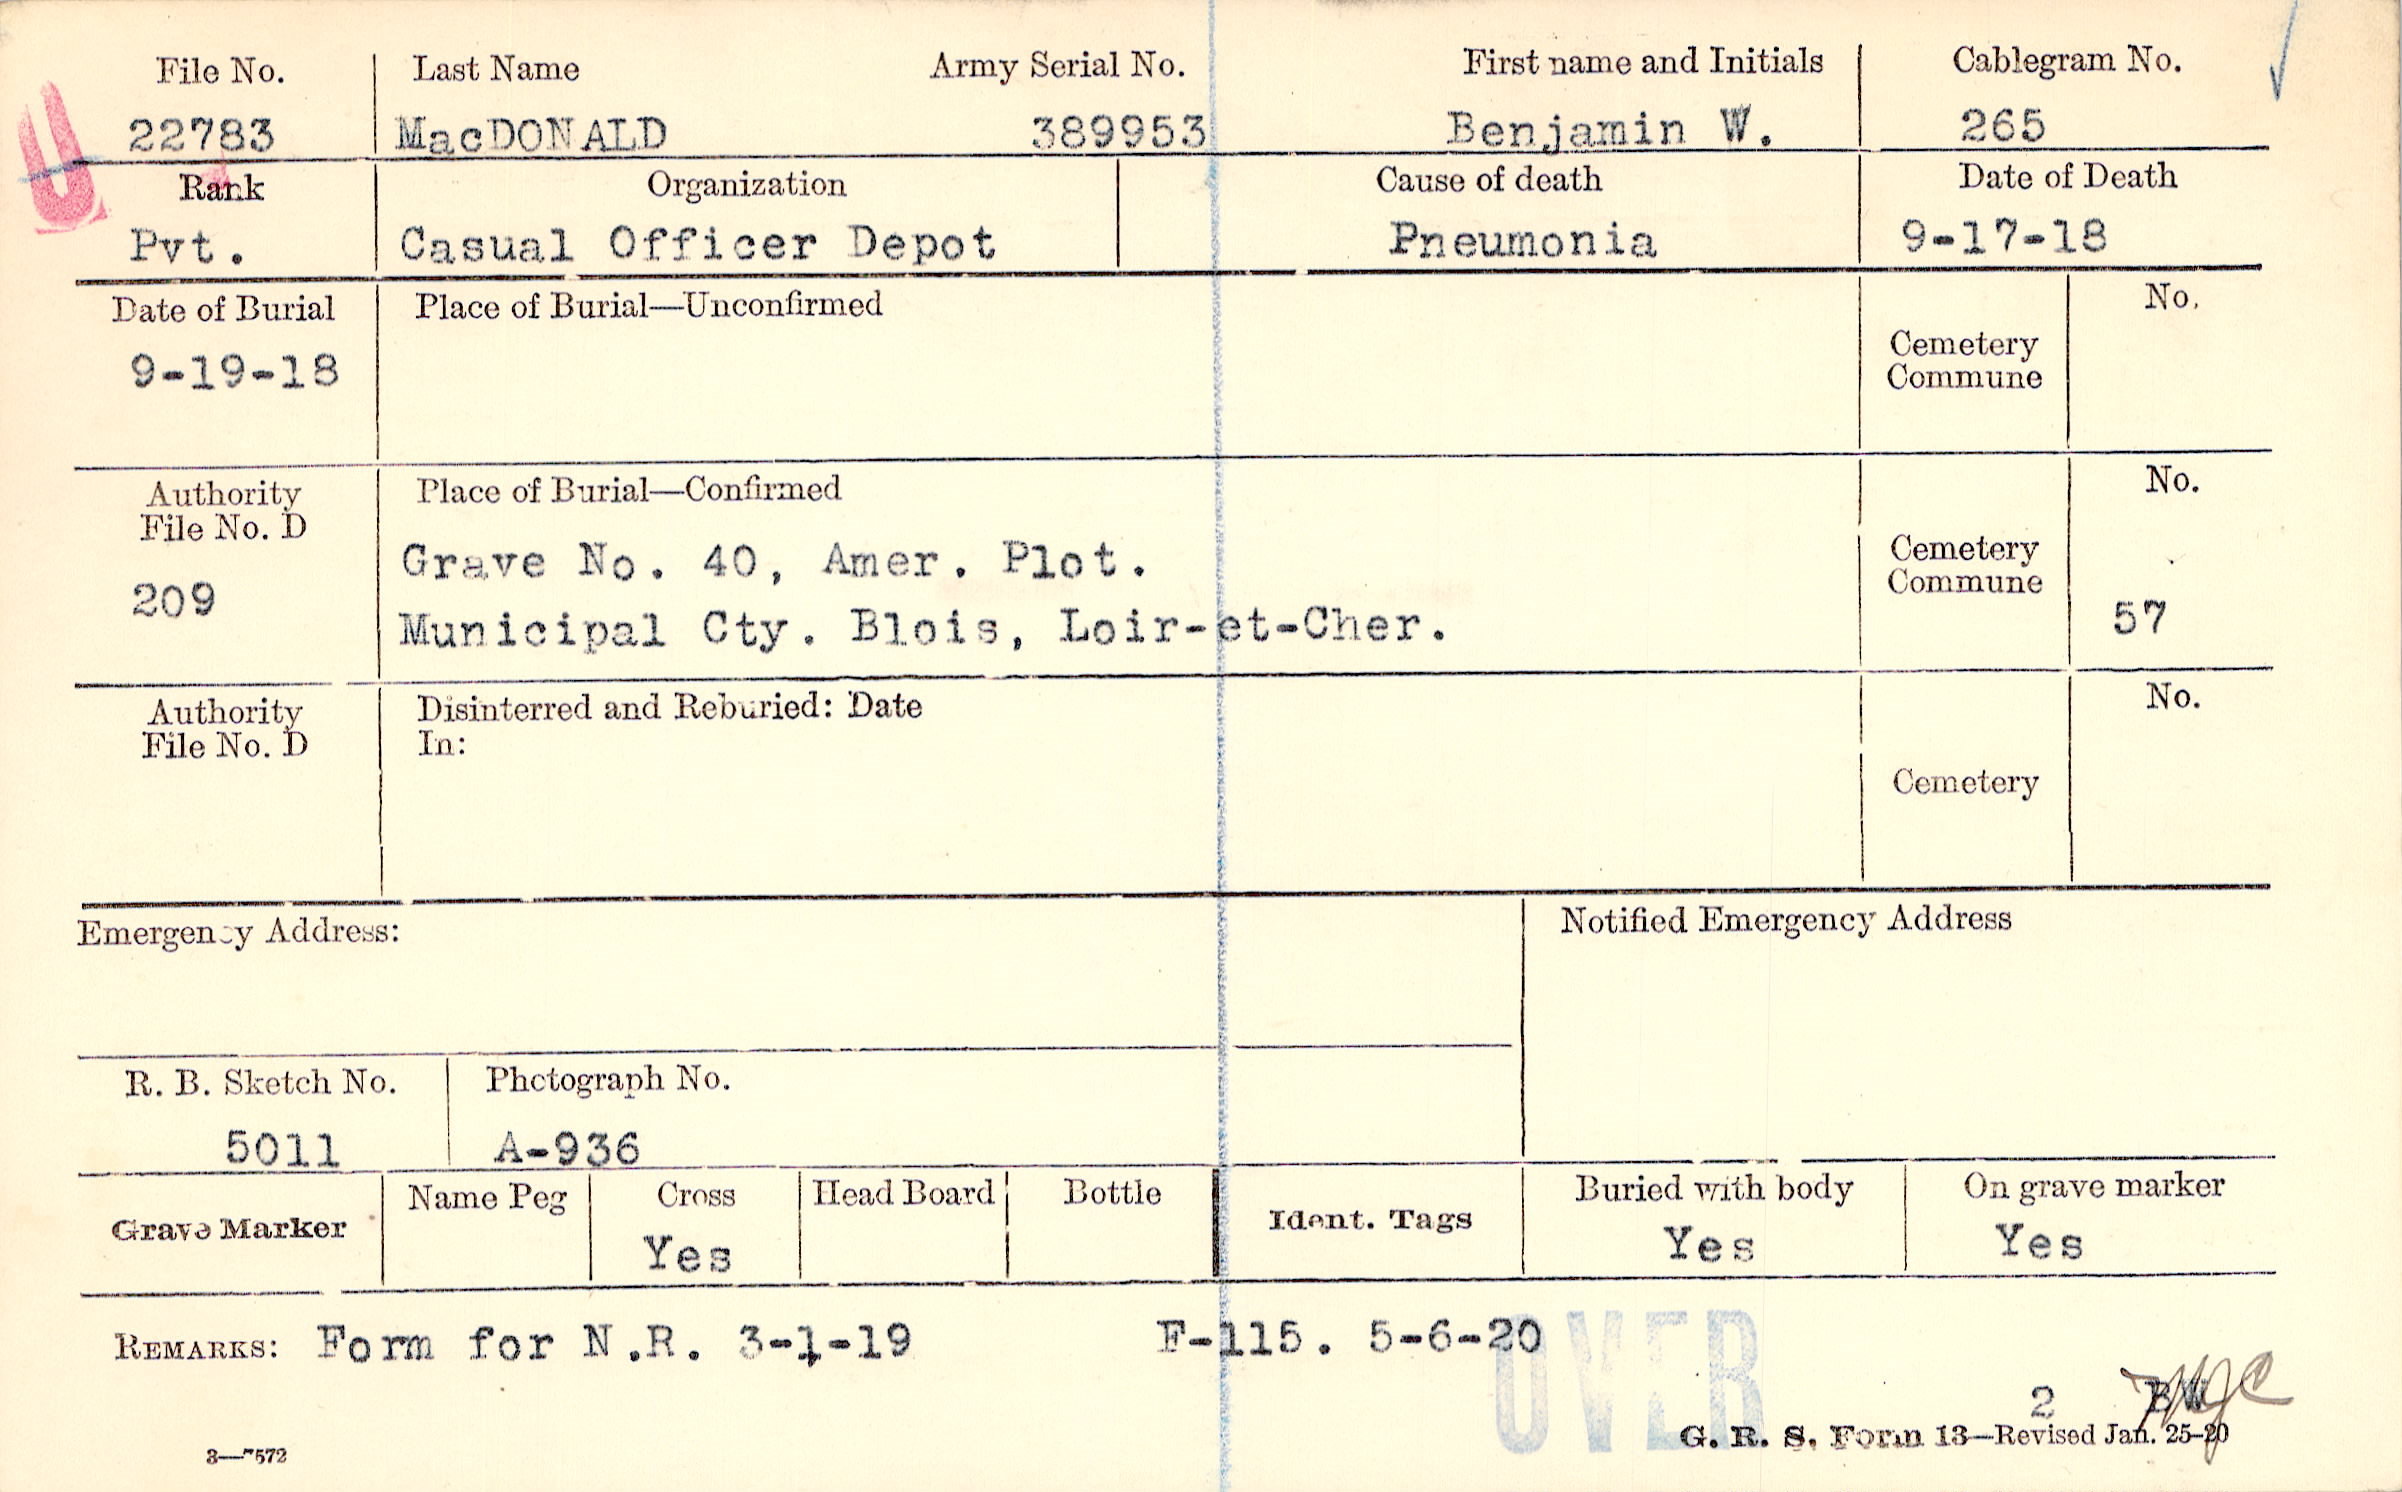 File No. Last Name Army Serial No. First name and Initials Cablegram No.
U
22783 MacDONALD 389953 Benjamin W. 265
Rank Organization Cause of death Date of Death
Pvt. Casual Officer Depot Pneumonia 9-17-18
Date of Burial Place of Burial—Unconfirmed No.
9-19-18
Cemetery
Commune
Authority Place of Burial—Confirmed No.
File No. D
209
Grave No. 40, Amer. Plot.
Municipal Cty. Blois, Loir-et-Cher.
Cemetery
Commune
57
Authority Disinterred and Reburied: Date No.
File No. D In:
Cemetery
Emergency Address: Notified Emergency Address
R. B. Sketch No. Photograph No.
5011 A-936
Grave Marker Name Peg Cross Head Board Bottle Ident. Tags Buried with body On grave marker
Yes Yes Yes
REMARKS: Form for N.R. 3-1-19 F-115. 5-6-20
OVER
2 BW
G. R. S. Form 13—Revised Jan. 25-20
3—7572